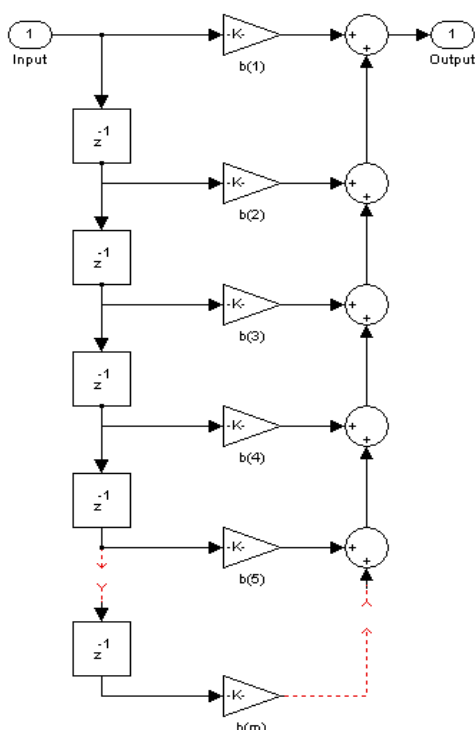 1
-K-
+
+
1
Input
b(1)
Output
z-1
-K-
+
+
b(2)
z-1
-K-
+
+
b(3)
z-1
-K-
+
+
b(4)
z-1
-K-
+
+
b(5)
z-1
-K-
b(m)